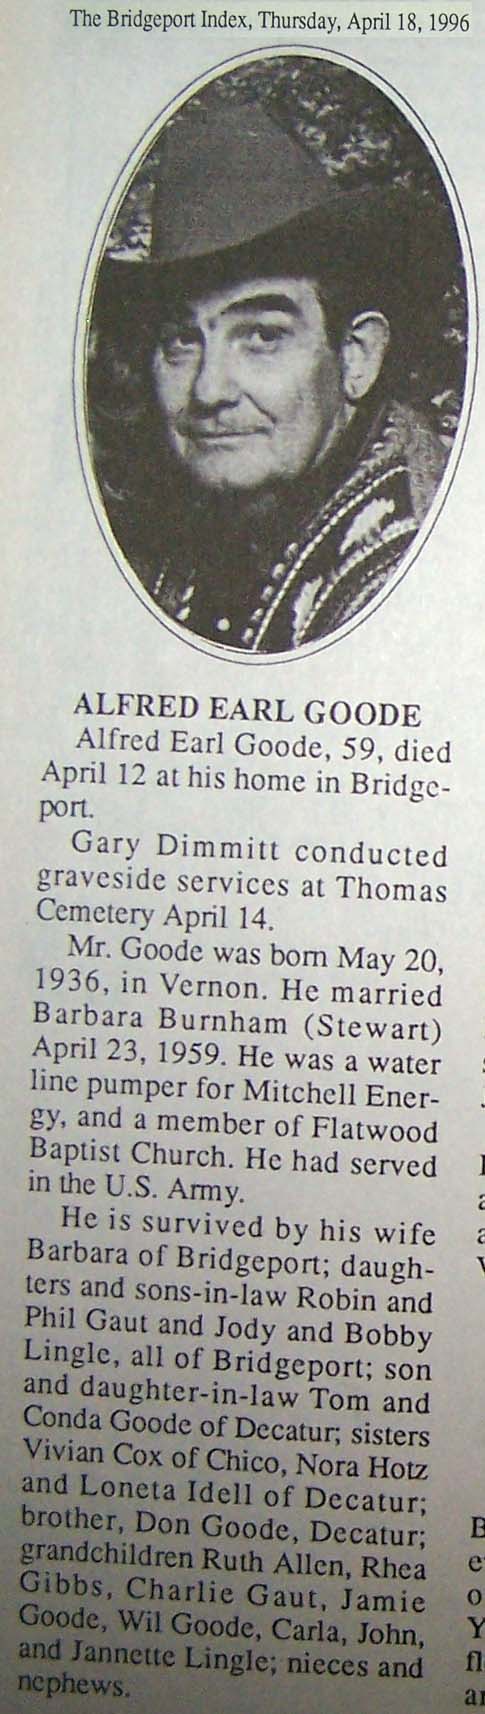 The Bridgeport Index, Thursday, April 18, 1996
ALFRED EARL GOODE
Alfred Earl Goode, 59, died
April 12 at his home in Bridge-
port.
Gary Dimmitt conducted
graveside services at Thomas
Cemetery April 14.
Mr. Goode was born May 20,
1936, in Vernon. He married
Barbara Burnham (Stewart)
April 23, 1959. He was a water
line pumper for Mitchell Ener-
gy, and a member of Flatwood
Baptist Church. He had served
in the U.S. Army.
He is survived by his wife
Barbara of Bridgeport; daugh-
ters and sons-in-law Robin and
Phil Gaut and Jody and Bobby
Lingle, all of Bridgeport; son
and daughter-in-law Tom and
Conda Goode of Decatur; sisters
Vivian Cox of Chico, Nora Hotz
and Loneta Idell of Decatur;
brother, Don Goode, Decatur;
grandchildren Ruth Allen, Rhea
Gibbs, Charlie Gaut, Jamie
Goode, Wil Goode, Carla, John,
and Jannette Lingle; nieces and
nephews.